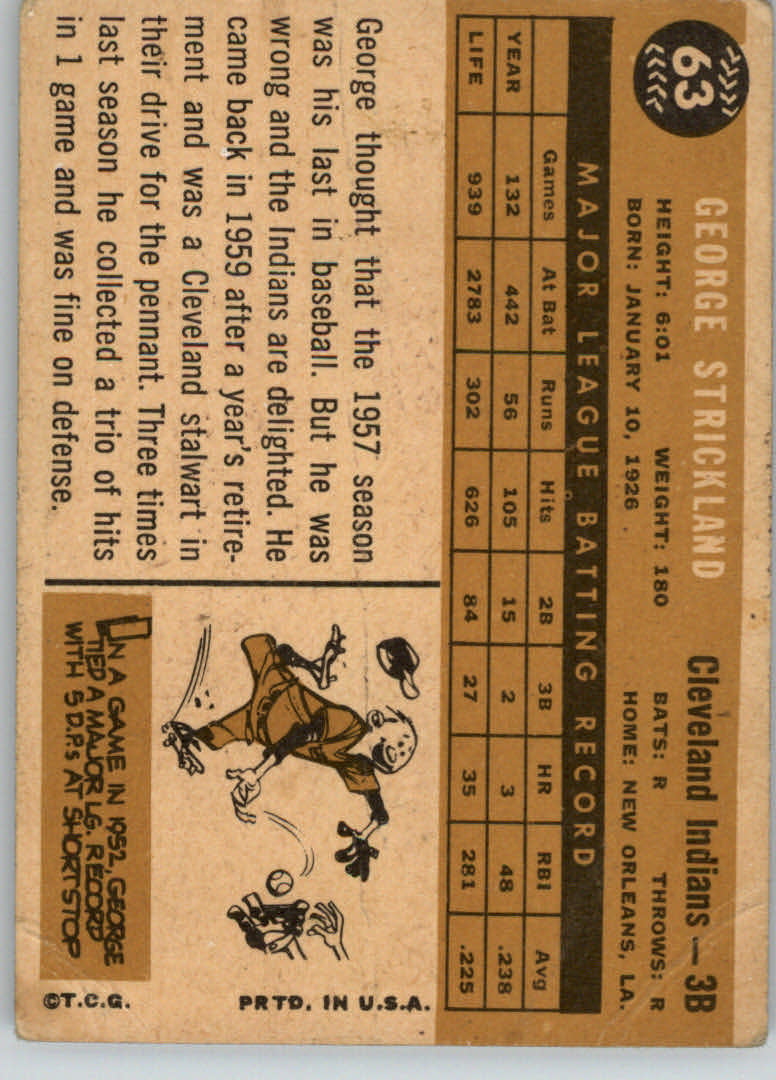 63
GEORGE STRICKLAND Cleveland Indians — 3B
HEIGHT: 6:01 WEIGHT: 180 BATS: R THROWS: R
BORN: JANUARY 10, 1926 HOME: NEW ORLEANS, LA.
MAJOR LEAGUE BATTING RECORD
Games At Bat Runs Hits 2B 3B HR RBI Avg
YEAR 132 442 56 105 15 2 3 48 .238
LIFE 939 2783 302 626 84 27 35 281 .225
George thought that the 1957 season
was his last in baseball. But he was
wrong and the Indians are delighted. He
came back in 1959 after a year's retire-
ment and was a Cleveland stalwart in
their drive for the pennant. Three times
last season he collected a trio of hits
in 1 game and was fine on defense.
IN A GAME IN 1952, GEORGE
TIED A MAJOR LG. RECORD
WITH 5 D.P.s AT SHORTSTOP
©T.C.G. PRTD. IN U.S.A.